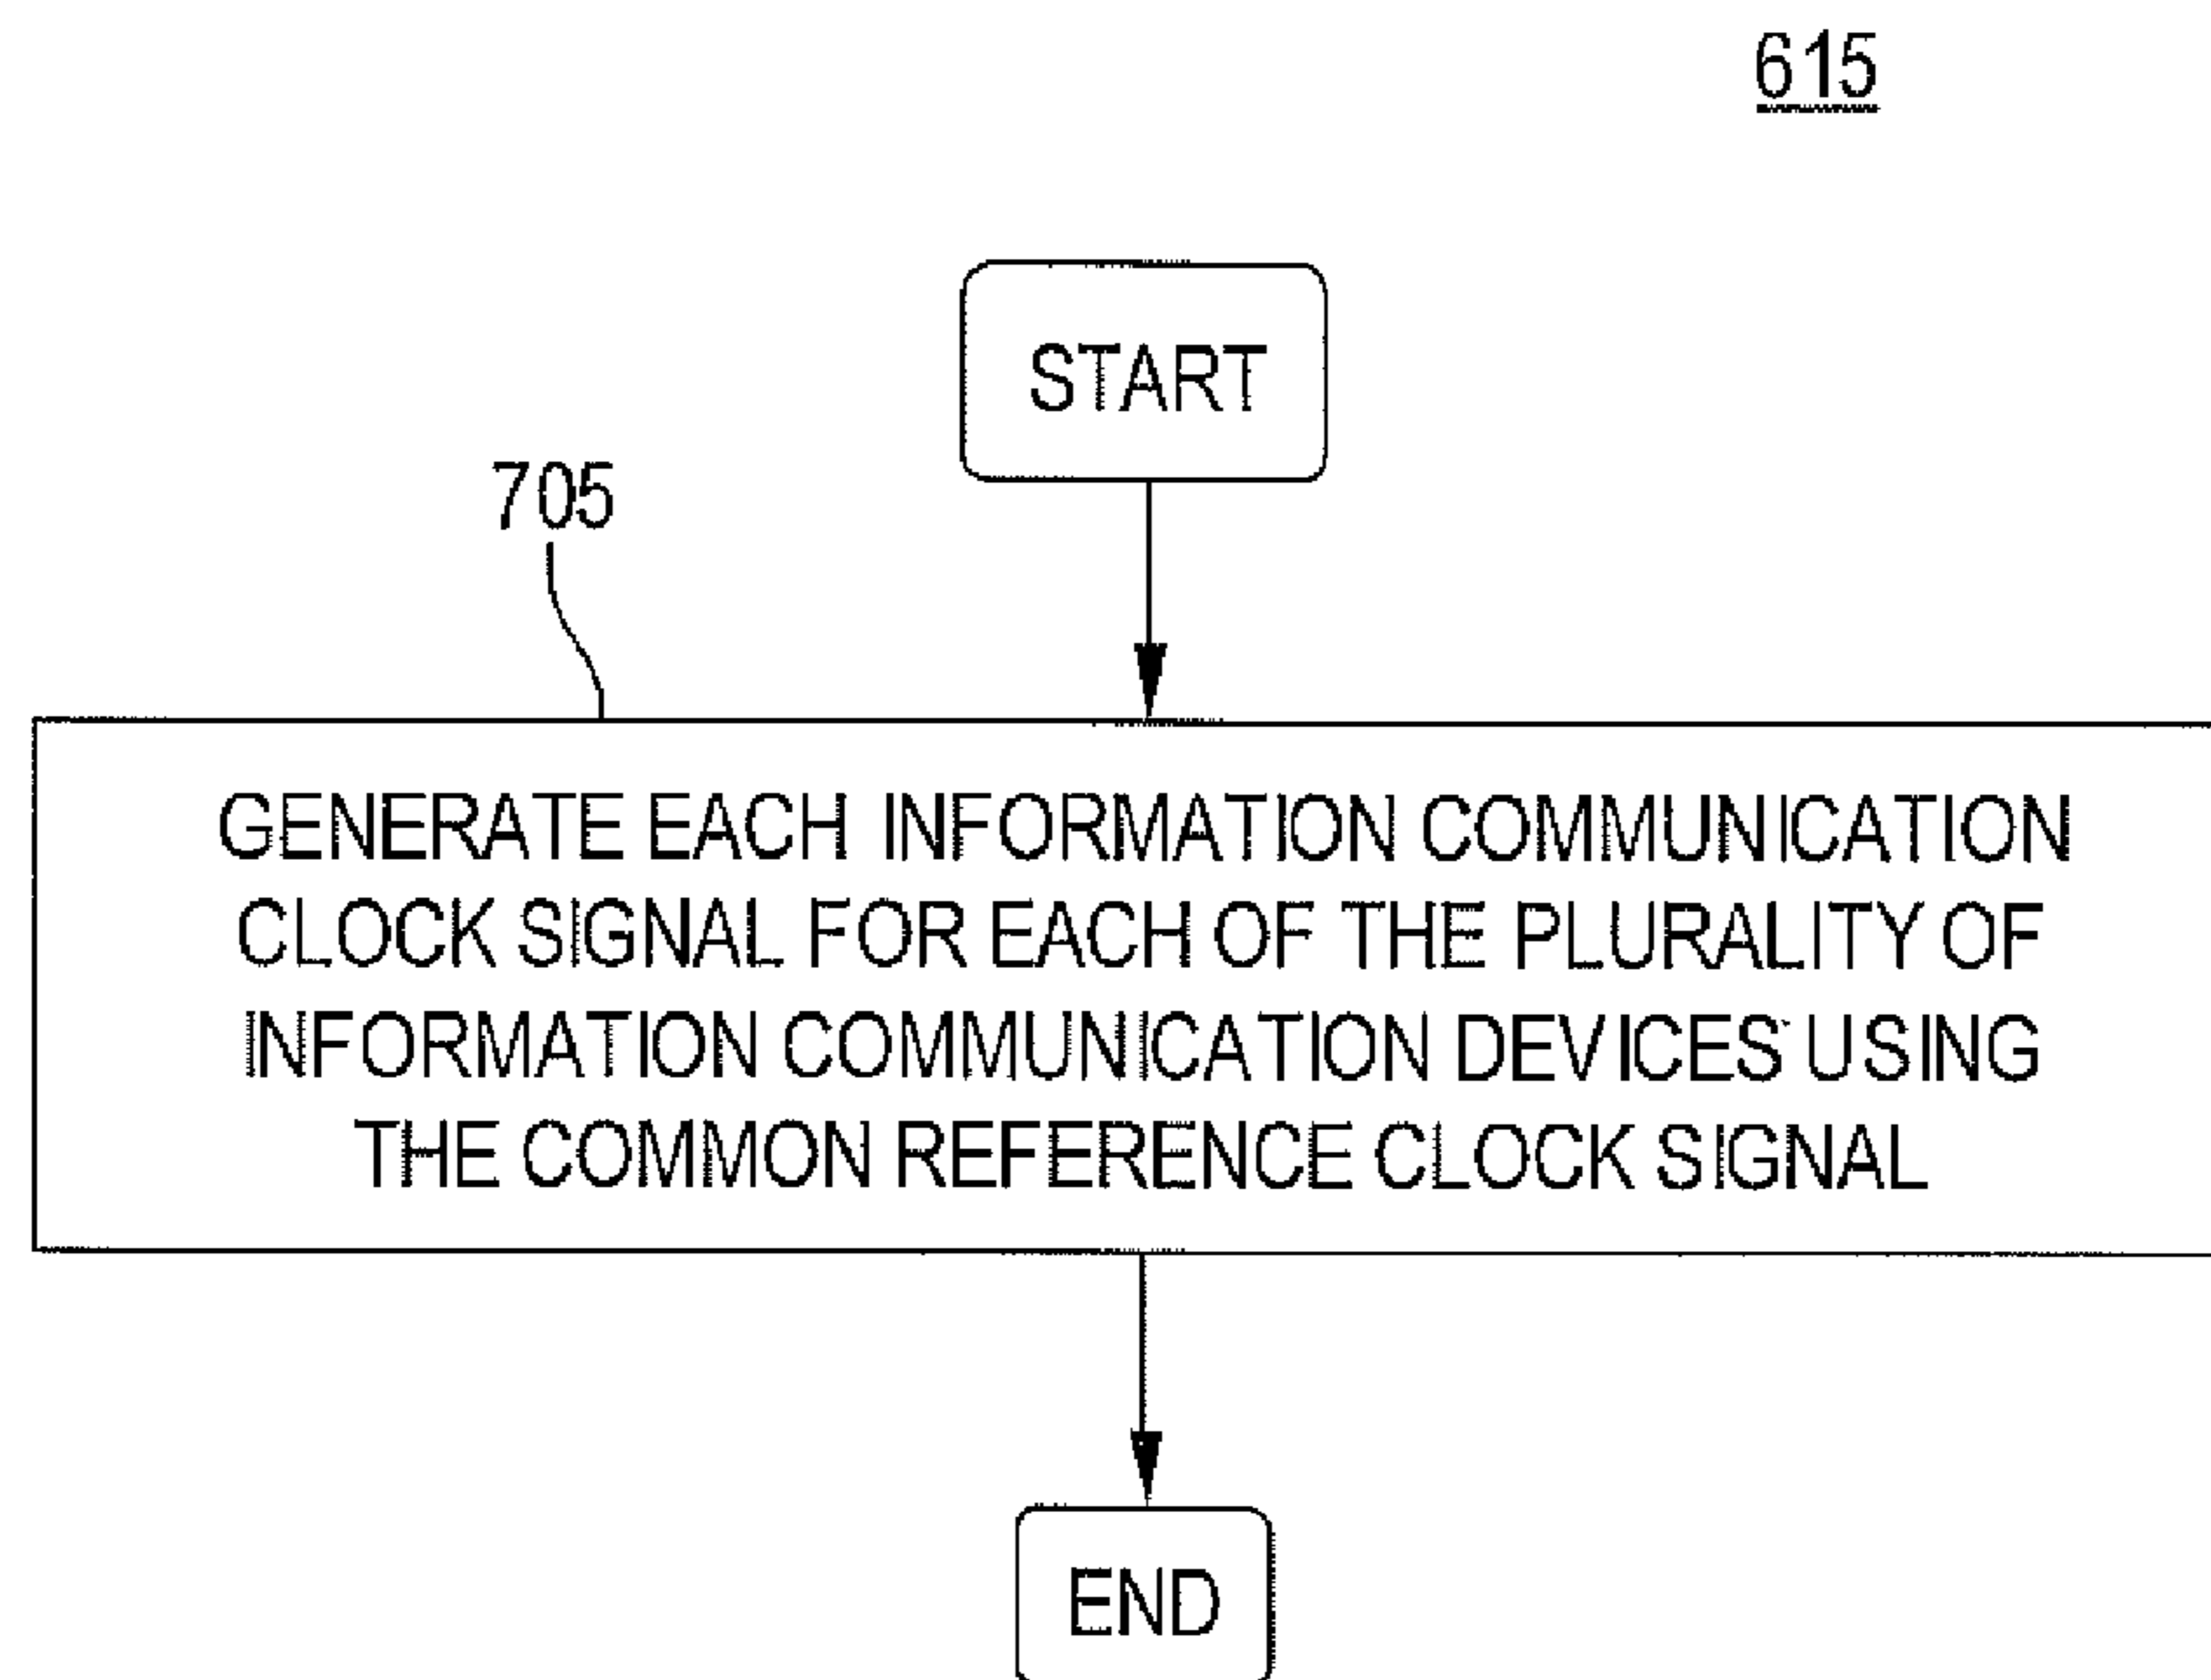 615
START
705
GENERATE EACH INFORMATION COMMUNICATION
CLOCK SIGNAL FOR EACH OF THE PLURALITY OF
INFORMATION COMMUNICATION DEVICES USING
THE COMMON REFERENCE CLOCK SIGNAL
END